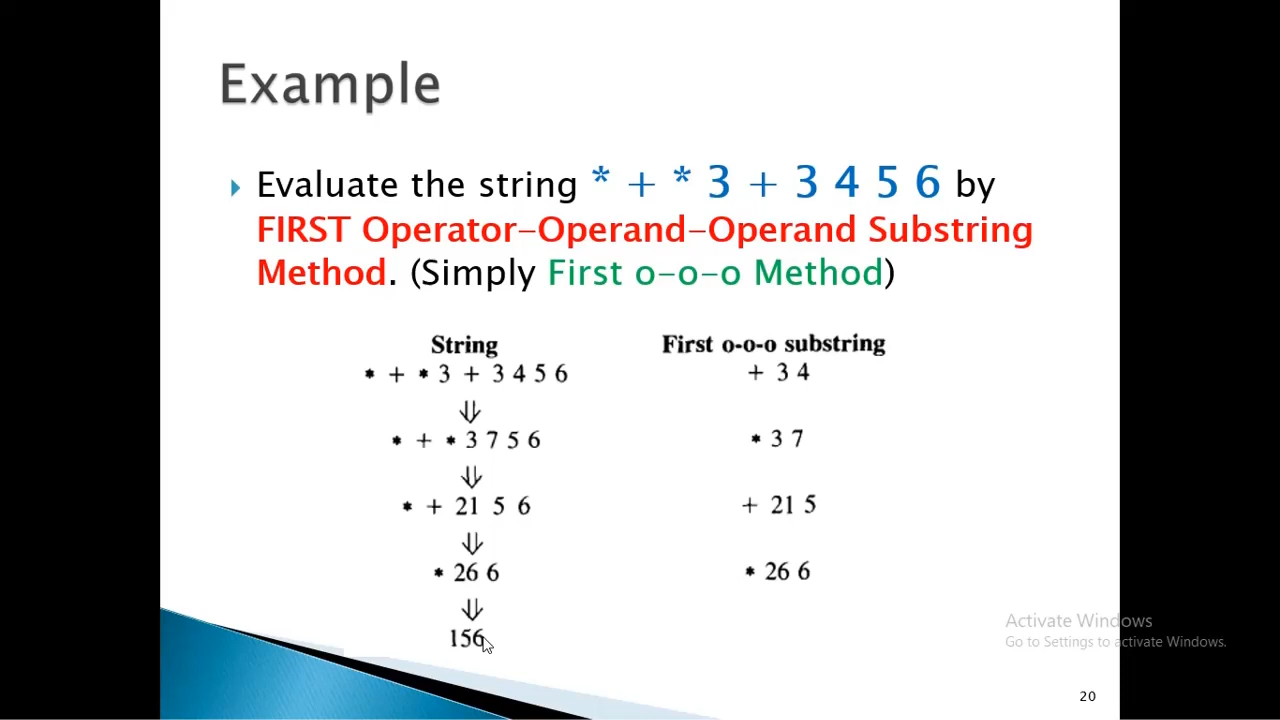 Example
Evaluate the string * + * 3 + 3 4 5 6 by
FIRST Operator-Operand-Operand Substring
Method. (Simply First o-o-o Method)
String First o-o-o substring
* + * 3 + 3 4 5 6 + 3 4
⇓
* + * 3 7 5 6 * 3 7
⇓
* + 21 5 6 + 21 5
⇓
* 26 6 * 26 6
⇓
156
Activate Windows
Go to Settings to activate Windows.
20